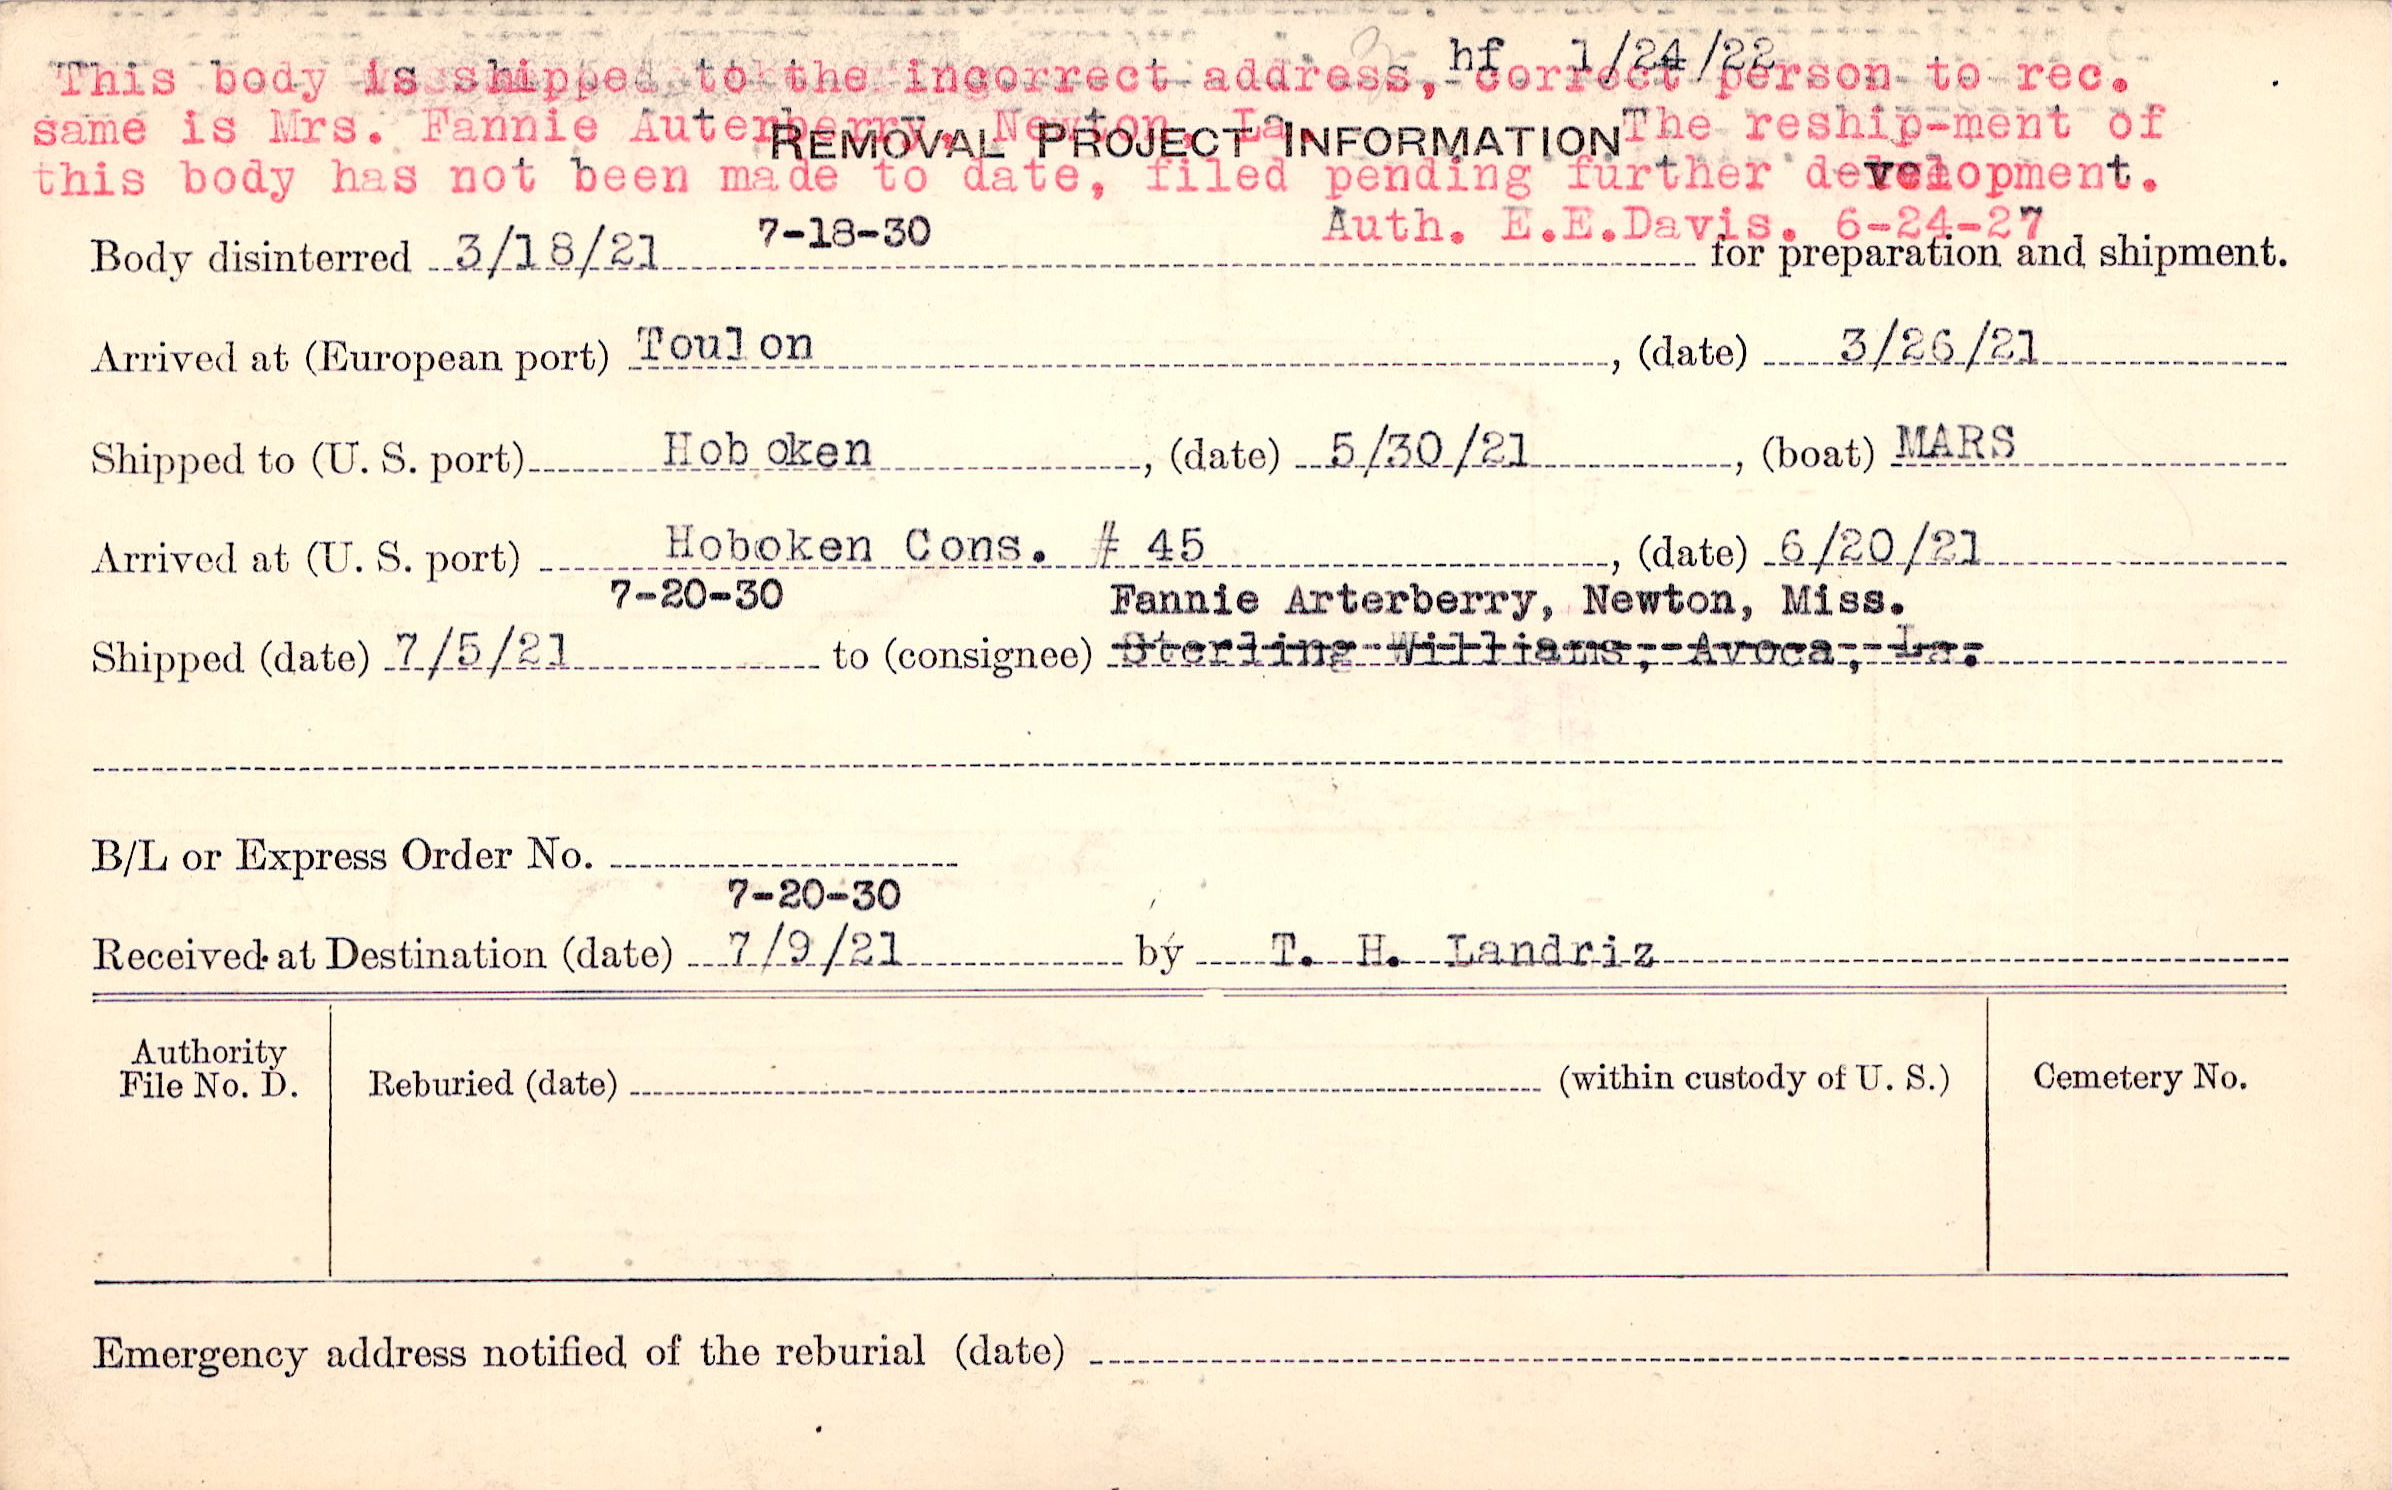 hf 1/24/22
This body is shipped to the incorrect address, correct person to rec.
same is Mrs. Fannie Auterberry, Newton, La. The reship-ment of
REMOVAL PROJECT INFORMATION
this body has not been made to date, filed pending further development.
Auth. E.E.Davis. 6-24-27
7-18-30
Body disinterred 3/18/21 for preparation and shipment.
Arrived at (European port) Toulon, (date) 3/26/21
Shipped to (U. S. port) Hoboken, (date) 5/30/21, (boat) MARS
Arrived at (U. S. port) Hoboken Cons. # 45, (date) 6/20/21
7-20-30 Fannie Arterberry, Newton, Miss.
Shipped (date) 7/5/21 to (consignee) Sterling Williams, Avoca, La.
B/L or Express Order No.
7-20-30
Received at Destination (date) 7/9/21 by T. H. Landriz
Authority
File No. D.
Reburied (date) (within custody of U. S.)
Cemetery No.
Emergency address notified of the reburial (date)